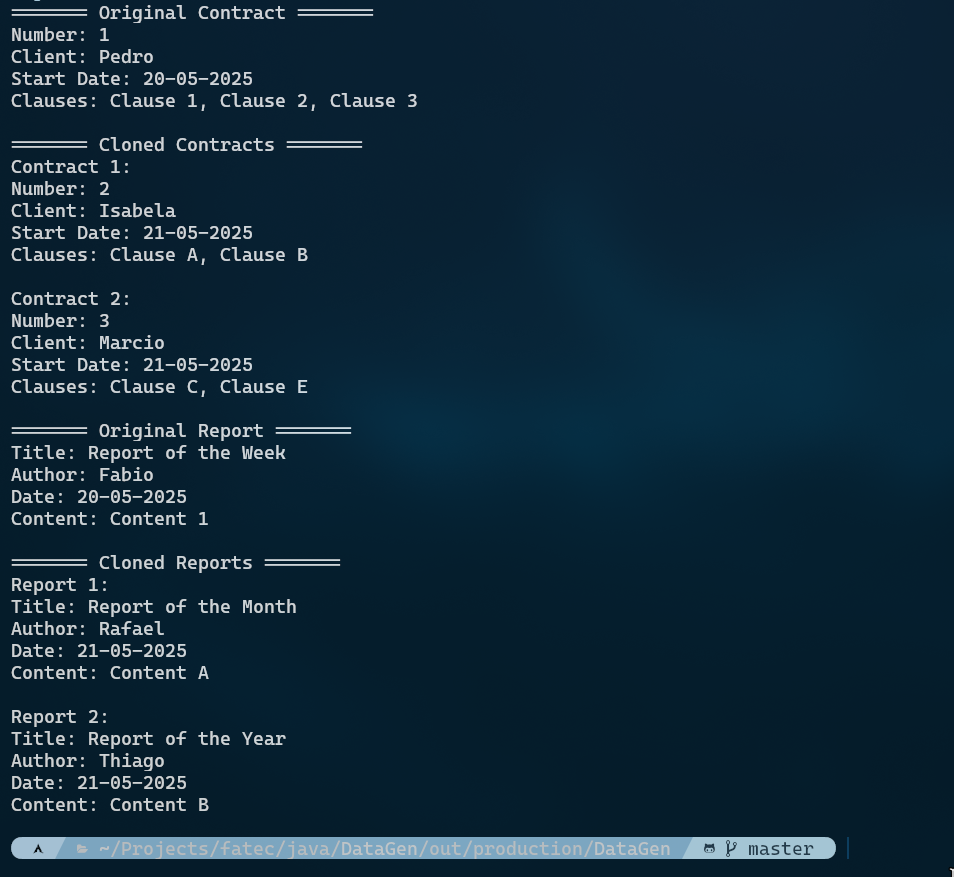 ======= Original Contract =======
Number: 1
Client: Pedro
Start Date: 20-05-2025
Clauses: Clause 1, Clause 2, Clause 3
======= Cloned Contracts =======
Contract 1:
Number: 2
Client: Isabela
Start Date: 21-05-2025
Clauses: Clause A, Clause B
Contract 2:
Number: 3
Client: Marcio
Start Date: 21-05-2025
Clauses: Clause C, Clause E
======= Original Report =======
Title: Report of the Week
Author: Fabio
Date: 20-05-2025
Content: Content 1
======= Cloned Reports =======
Report 1:
Title: Report of the Month
Author: Rafael
Date: 21-05-2025
Content: Content A
Report 2:
Title: Report of the Year
Author: Thiago
Date: 21-05-2025
Content: Content B
~/Projects/fatec/java/DataGen/out/production/DataGen master